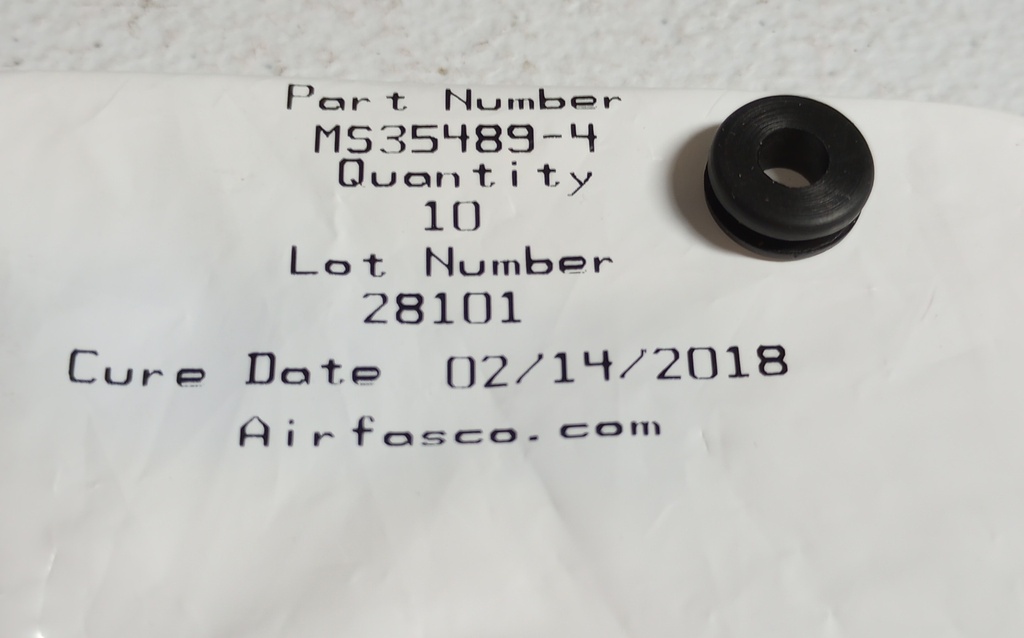 Part Number
MS35489-4
Quantity
10
Lot Number
28101
Cure Date 02/14/2018
Airfasco.com